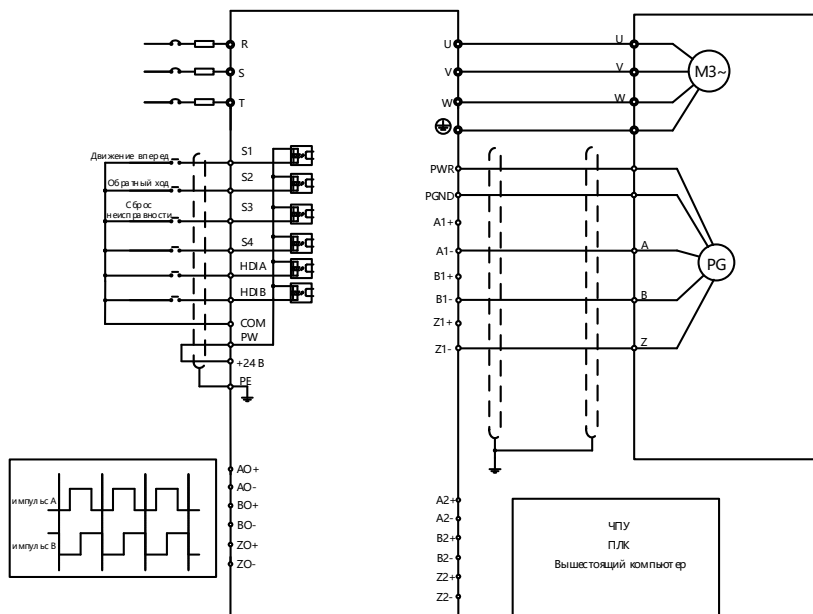 R
S
T
U
V
W
U
V
W
M3~
Движение вперед
Обратный ход
Сброс
неисправности
S1
S2
S3
S4
HDIA
HDIB
COM
PW
+24 В
PE
PWR
PGND
A1+
A1-
B1+
B1-
Z1+
Z1-
A
B
Z
PG
импульс А
импульс В
AO+
AO-
BO+
BO-
ZO+
ZO-
A2+
A2-
B2+
B2-
Z2+
Z2-
ЧПУ
ПЛК
Вышестоящий компьютер